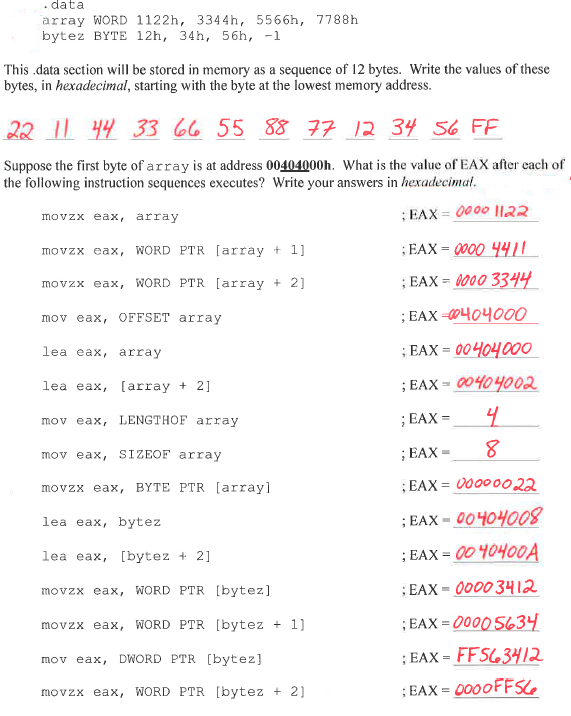 .data
array WORD 1122h, 3344h, 5566h, 7788h
bytez BYTE 12h, 34h, 56h, -1
This .data section will be stored in memory as a sequence of 12 bytes. Write the values of these
bytes, in hexadecimal, starting with the byte at the lowest memory address.
22 11 44 33 66 55 88 77 12 34 56 FF
Suppose the first byte of array is at address 00404000h. What is the value of EAX after each of
the following instruction sequences executes? Write your answers in hexadecimal.
movzx eax, array ; EAX = 0000 1122
movzx eax, WORD PTR [array + 1] ; EAX = 0000 4411
movzx eax, WORD PTR [array + 2] ; EAX = 0000 3344
mov eax, OFFSET array ; EAX = 00404000
lea eax, array ; EAX = 00404000
lea eax, [array + 2] ; EAX = 00404002
mov eax, LENGTHOF array ; EAX = 4
mov eax, SIZEOF array ; EAX = 8
movzx eax, BYTE PTR [array] ; EAX = 00000022
lea eax, bytez ; EAX = 00404008
lea eax, [bytez + 2] ; EAX = 0040400A
movzx eax, WORD PTR [bytez] ; EAX = 00003412
movzx eax, WORD PTR [bytez + 1] ; EAX = 00005634
mov eax, DWORD PTR [bytez] ; EAX = FF563412
movzx eax, WORD PTR [bytez + 2] ; EAX = 0000FF56